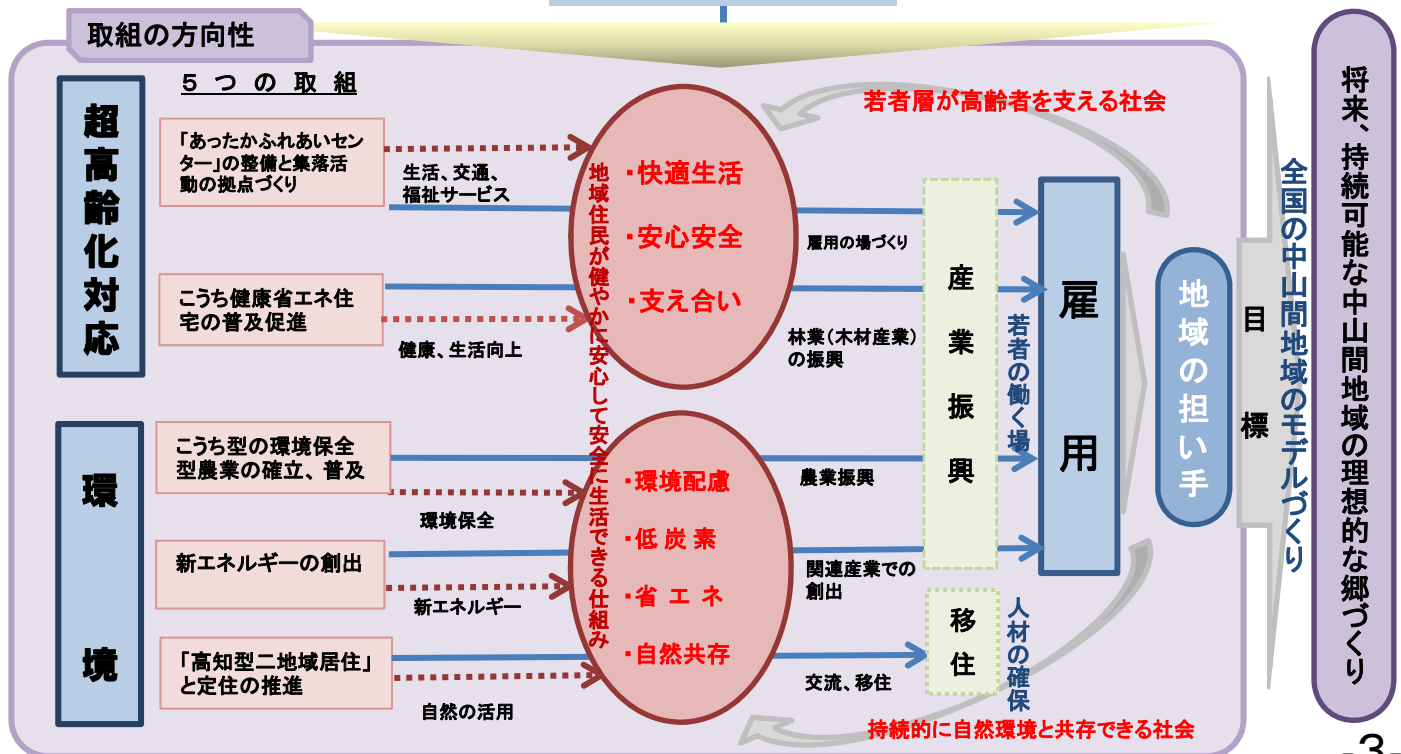 取組の方向性
５つの取組
超高齢化対応
「あったかふれあいセン
ター」の整備と集落活
動の拠点づくり
生活、交通、
福祉サービス
こうち健康省エネ住
宅の普及促進
健康、生活向上
環境
こうち型の環境保全
型農業の確立、普及
環境保全
新エネルギーの創出
新エネルギー
「高知型二地域居住」
と定住の推進
自然の活用
地域住民が健やかに安心して安全に生活できる仕組み
・快適生活
・安心安全
・支え合い
・環境配慮
・低炭素
・省エネ
・自然共存
雇用の場づくり
林業（木材産業）
の振興
農業振興
関連産業での
創出
交流、移住
産業振興
移住
若者の働く場
人材の確保
雇用
若者層が高齢者を支える社会
持続的に自然環境と共存できる社会
地域の担い手
目標
全国の中山間地域のモデルづくり
将来、持続可能な中山間地域の理想的な郷づくり
-3-